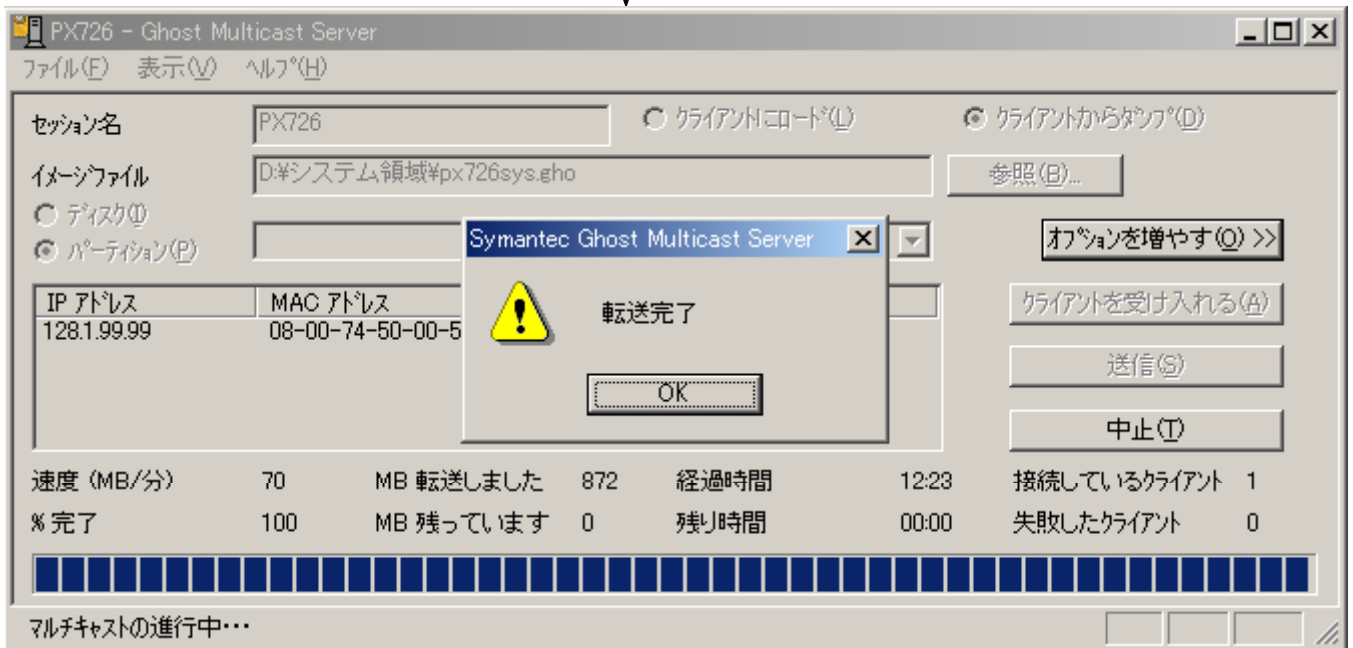 PX726 - Ghost Multicast Server
ファイル(F) 表示(V) ヘルプ(H)
セッション名 PX726 クライアントにロード(L) クライアントからダンプ(D)
イメージファイル D:¥システム領域¥px726sys.gho 参照(B)...
ディスク(I)
パーティション(P)
オプションを増やす(O) >>
Symantec Ghost Multicast Server
転送完了
OK
IP アドレス MAC アドレス
128.1.99.99 08-00-74-50-00-5
クライアントを受け入れる(A)
送信(S)
中止(T)
速度 (MB/分) 70 MB 転送しました 872 経過時間 12:23 接続しているクライアント 1
% 完了 100 MB 残っています 0 残り時間 00:00 失敗したクライアント 0
マルチキャストの進行中・・・